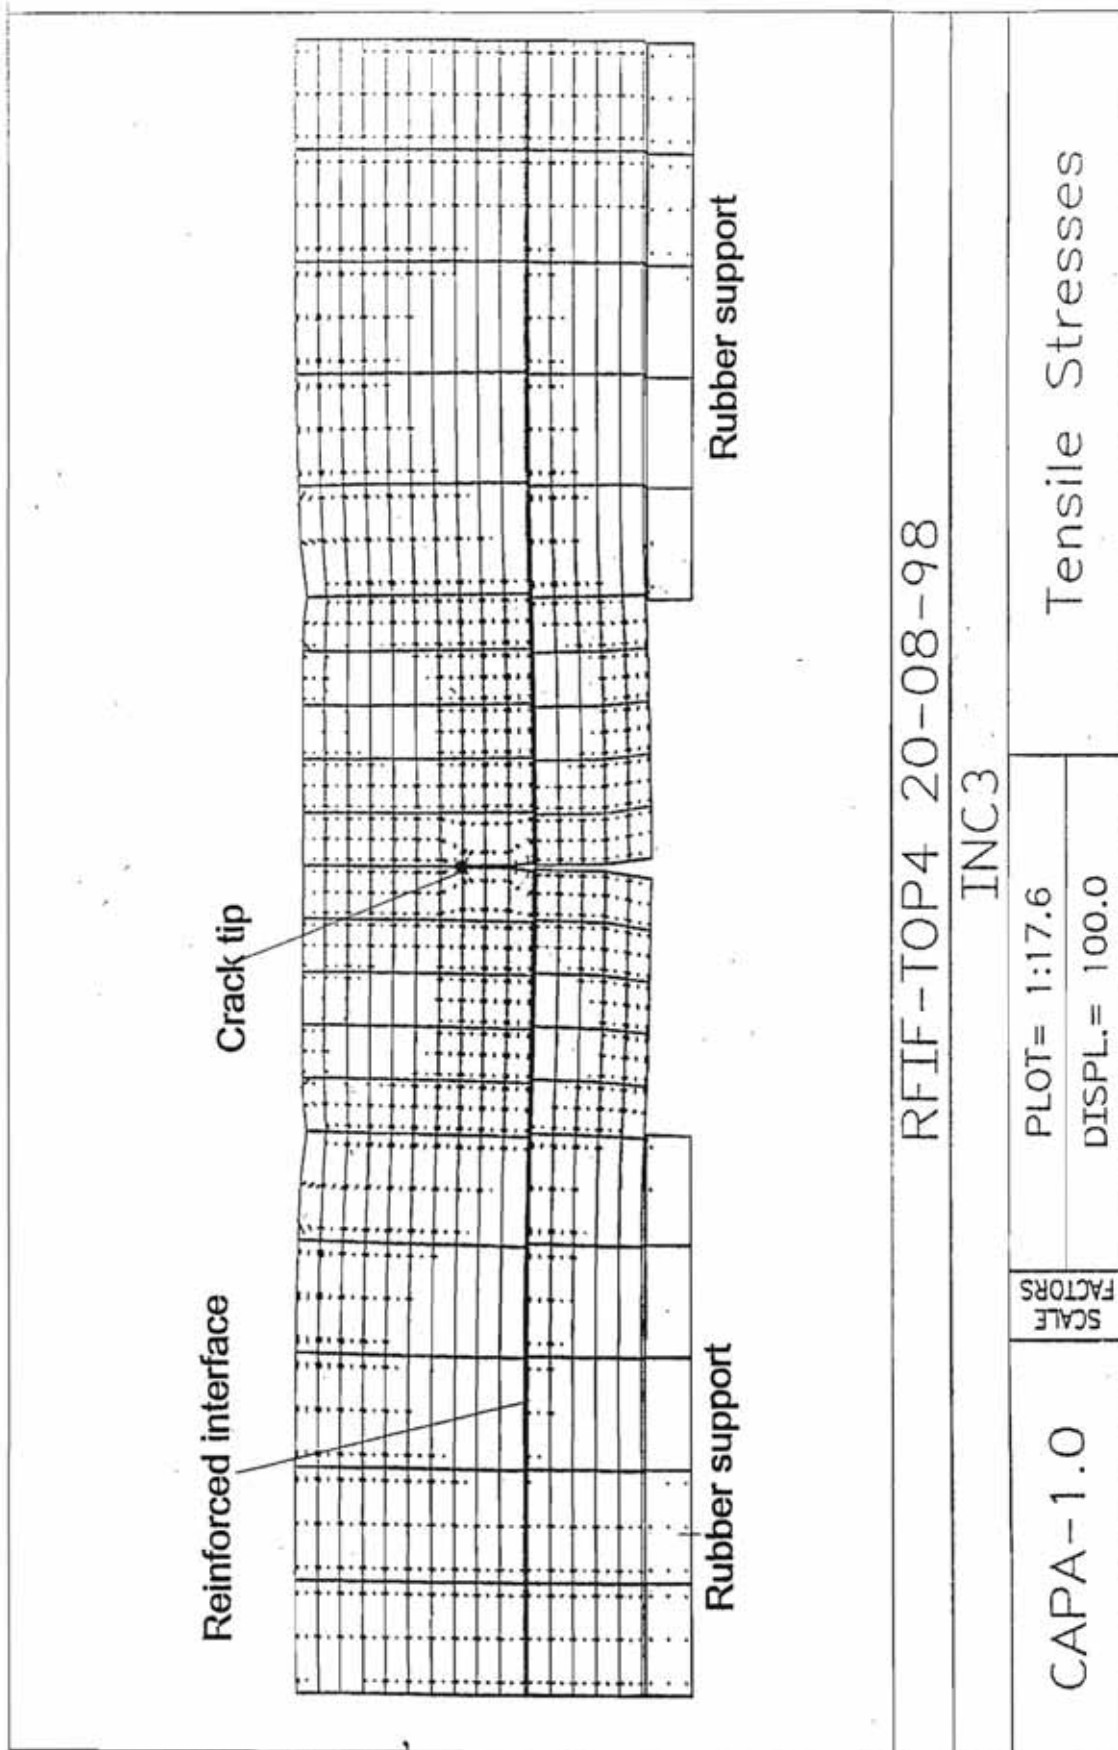 Reinforced interface
Crack tip
Rubber support
Rubber support
RFIF-TOP4 20-08-98
INC3
CAPA-1.0
SCALE
FACTORS
PLOT= 1:17.6
DISPL.= 100.0
Tensile Stresses